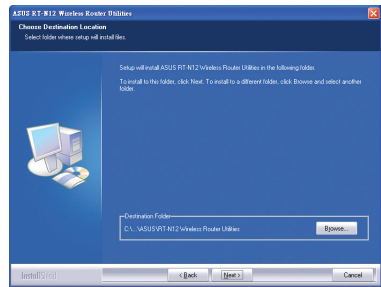 ASUS RT-N12 Wireless Router Utilities
Choose Destination Location
Select folder where setup will install files.
Setup will install ASUS RT-N12 Wireless Router Utilities in the following folder.
To install to this folder, click Next. To install to a different folder, click Browse and select another
folder.
Destination Folder
C:\...\ASUS\RT-N12 Wireless Router Utilities
Browse...
InstallShield
< Back
Next >
Cancel